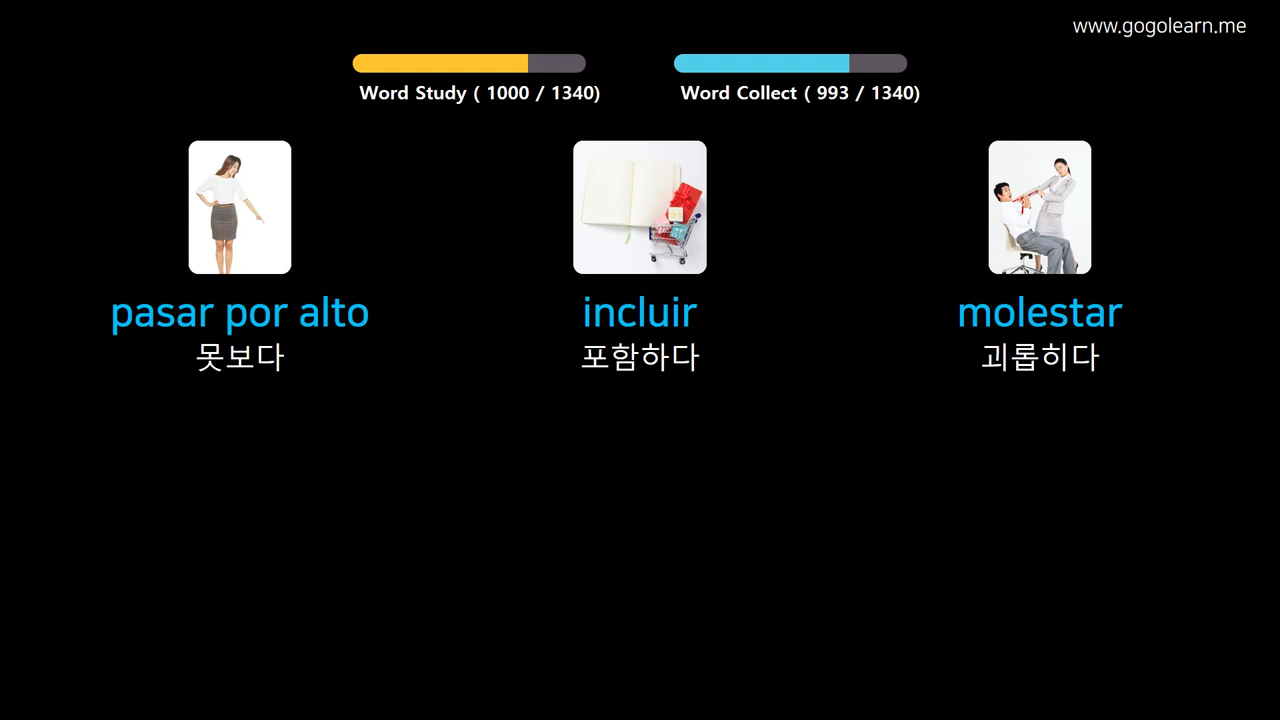 www.gogolearn.me
Word Study ( 1000 / 1340)
Word Collect ( 993 / 1340)
pasar por alto
못보다
incluir
포함하다
molestar
괴롭히다